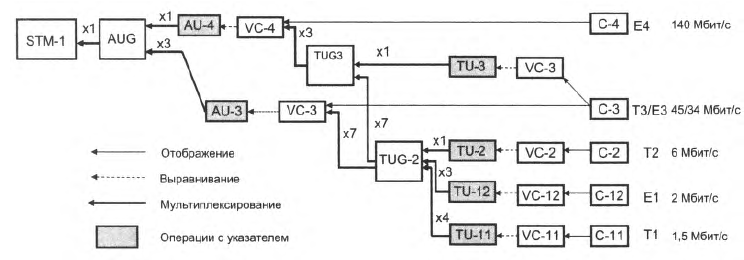 x1 AU-4 VC-4 C-4 E4 140 Мбит/с
STM-1 x1 AUG x3 x3 TUG3 x1 TU-3 VC-3
AU-3 VC-3 C-3 T3/E3 45/34 Мбит/с
x7 x7 TUG-2 x1 TU-2 VC-2 C-2 T2 6 Мбит/с
Отображение
Выравнивание x3 TU-12 VC-12 C-12 E1 2 Мбит/с
Мультиплексирование x4
Операции с указателем TU-11 VC-11 C-11 T1 1,5 Мбит/с